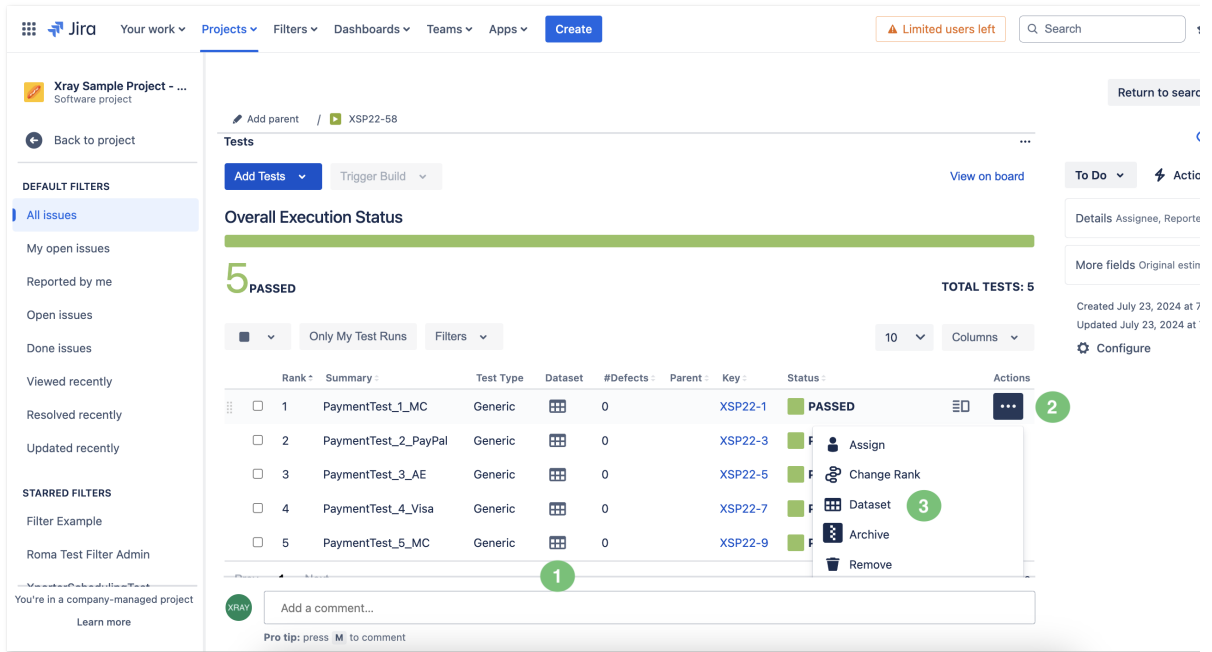 Jira Your work Projects Filters Dashboards Teams Apps Create Limited users left Search
Xray Sample Project - ...
Software project
Back to project
DEFAULT FILTERS
All issues
My open issues
Reported by me
Open issues
Done issues
Viewed recently
Resolved recently
Updated recently
STARRED FILTERS
Filter Example
Roma Test Filter Admin
You're in a company-managed project
Learn more
Return to searc
Add parent / XSP22-58
Tests ...
Add Tests Trigger Build View on board
Overall Execution Status
5 PASSED TOTAL TESTS: 5
Only My Test Runs Filters 10 Columns
Rank Summary Test Type Dataset #Defects Parent Key Status Actions
1 PaymentTest_1_MC Generic 0 XSP22-1 PASSED ... 2
2 PaymentTest_2_PayPal Generic 0 XSP22-3
3 PaymentTest_3_AE Generic 0 XSP22-5
4 PaymentTest_4_Visa Generic 0 XSP22-7
5 PaymentTest_5_MC Generic 0 XSP22-9
Assign
Change Rank
Dataset 3
Archive
Remove
1
XRAY Add a comment...
Pro tip: press M to comment
To Do Actio
Details Assignee, Reporte
More fields Original estim
Created July 23, 2024 at 7
Updated July 23, 2024 at
Configure